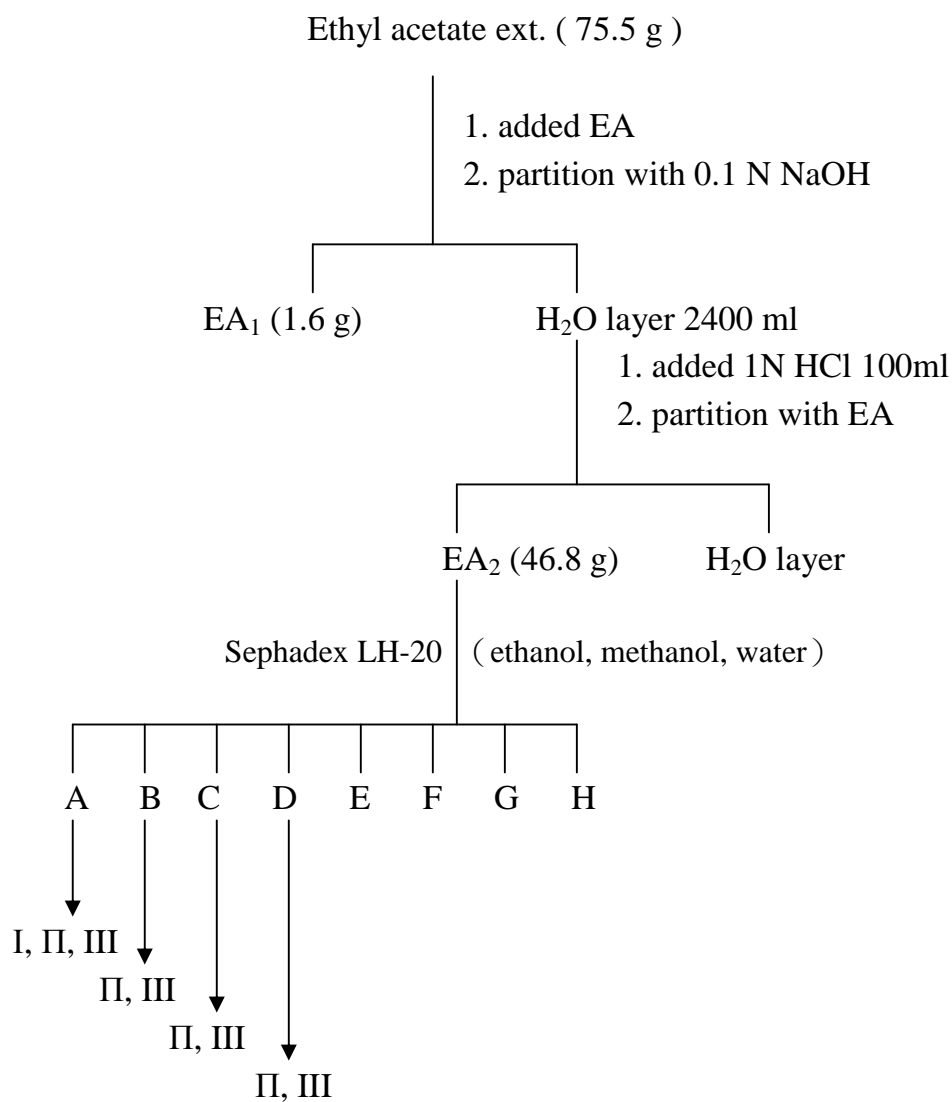 Ethyl acetate ext. ( 75.5 g )
1. added EA
2. partition with 0.1 N NaOH
EA₁ (1.6 g)
H₂O layer 2400 ml
1. added 1N HCl 100ml
2. partition with EA
EA₂ (46.8 g)
H₂O layer
Sephadex LH-20 （ethanol, methanol, water）
A B C D E F G H
I, Π, III
Π, III
Π, III
Π, III